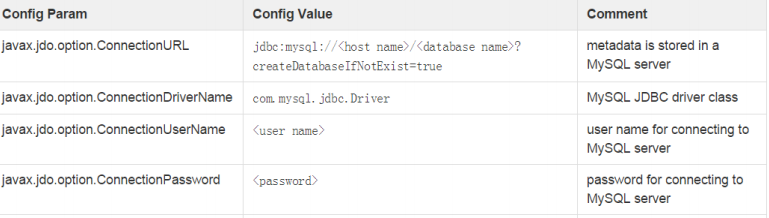 Config Param Config Value Comment
javax.jdo.option.ConnectionURL jdbc:mysql://<host name>/<database name>? metadata is stored in a
createDatabaseIfNotExist=true MySQL server
javax.jdo.option.ConnectionDriverName com.mysql.jdbc.Driver MySQL JDBC driver class
javax.jdo.option.ConnectionUserName <user name> user name for connecting to
MySQL server
javax.jdo.option.ConnectionPassword <password> password for connecting to
MySQL server